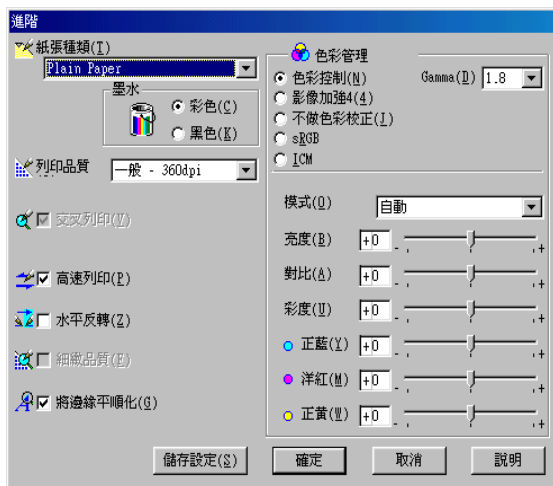 進階
紙張種類(T)
Plain Paper
墨水
彩色(C)
黑色(K)
列印品質
一般 - 360dpi
交叉列印(V)
高速列印(P)
水平反轉(Z)
細緻品質(F)
將邊緣平順化(G)
色彩管理
色彩控制(N)
Gamma(D) 1.8
影像加強4(4)
不做色彩校正(J)
sRGB
ICM
模式(O) 自動
亮度(B) +0 - +
對比(A) +0 - +
彩度(U) +0 - +
正藍(Y) +0 - +
洋紅(M) +0 - +
正黃(W) +0 - +
儲存設定(S) 確定 取消 說明